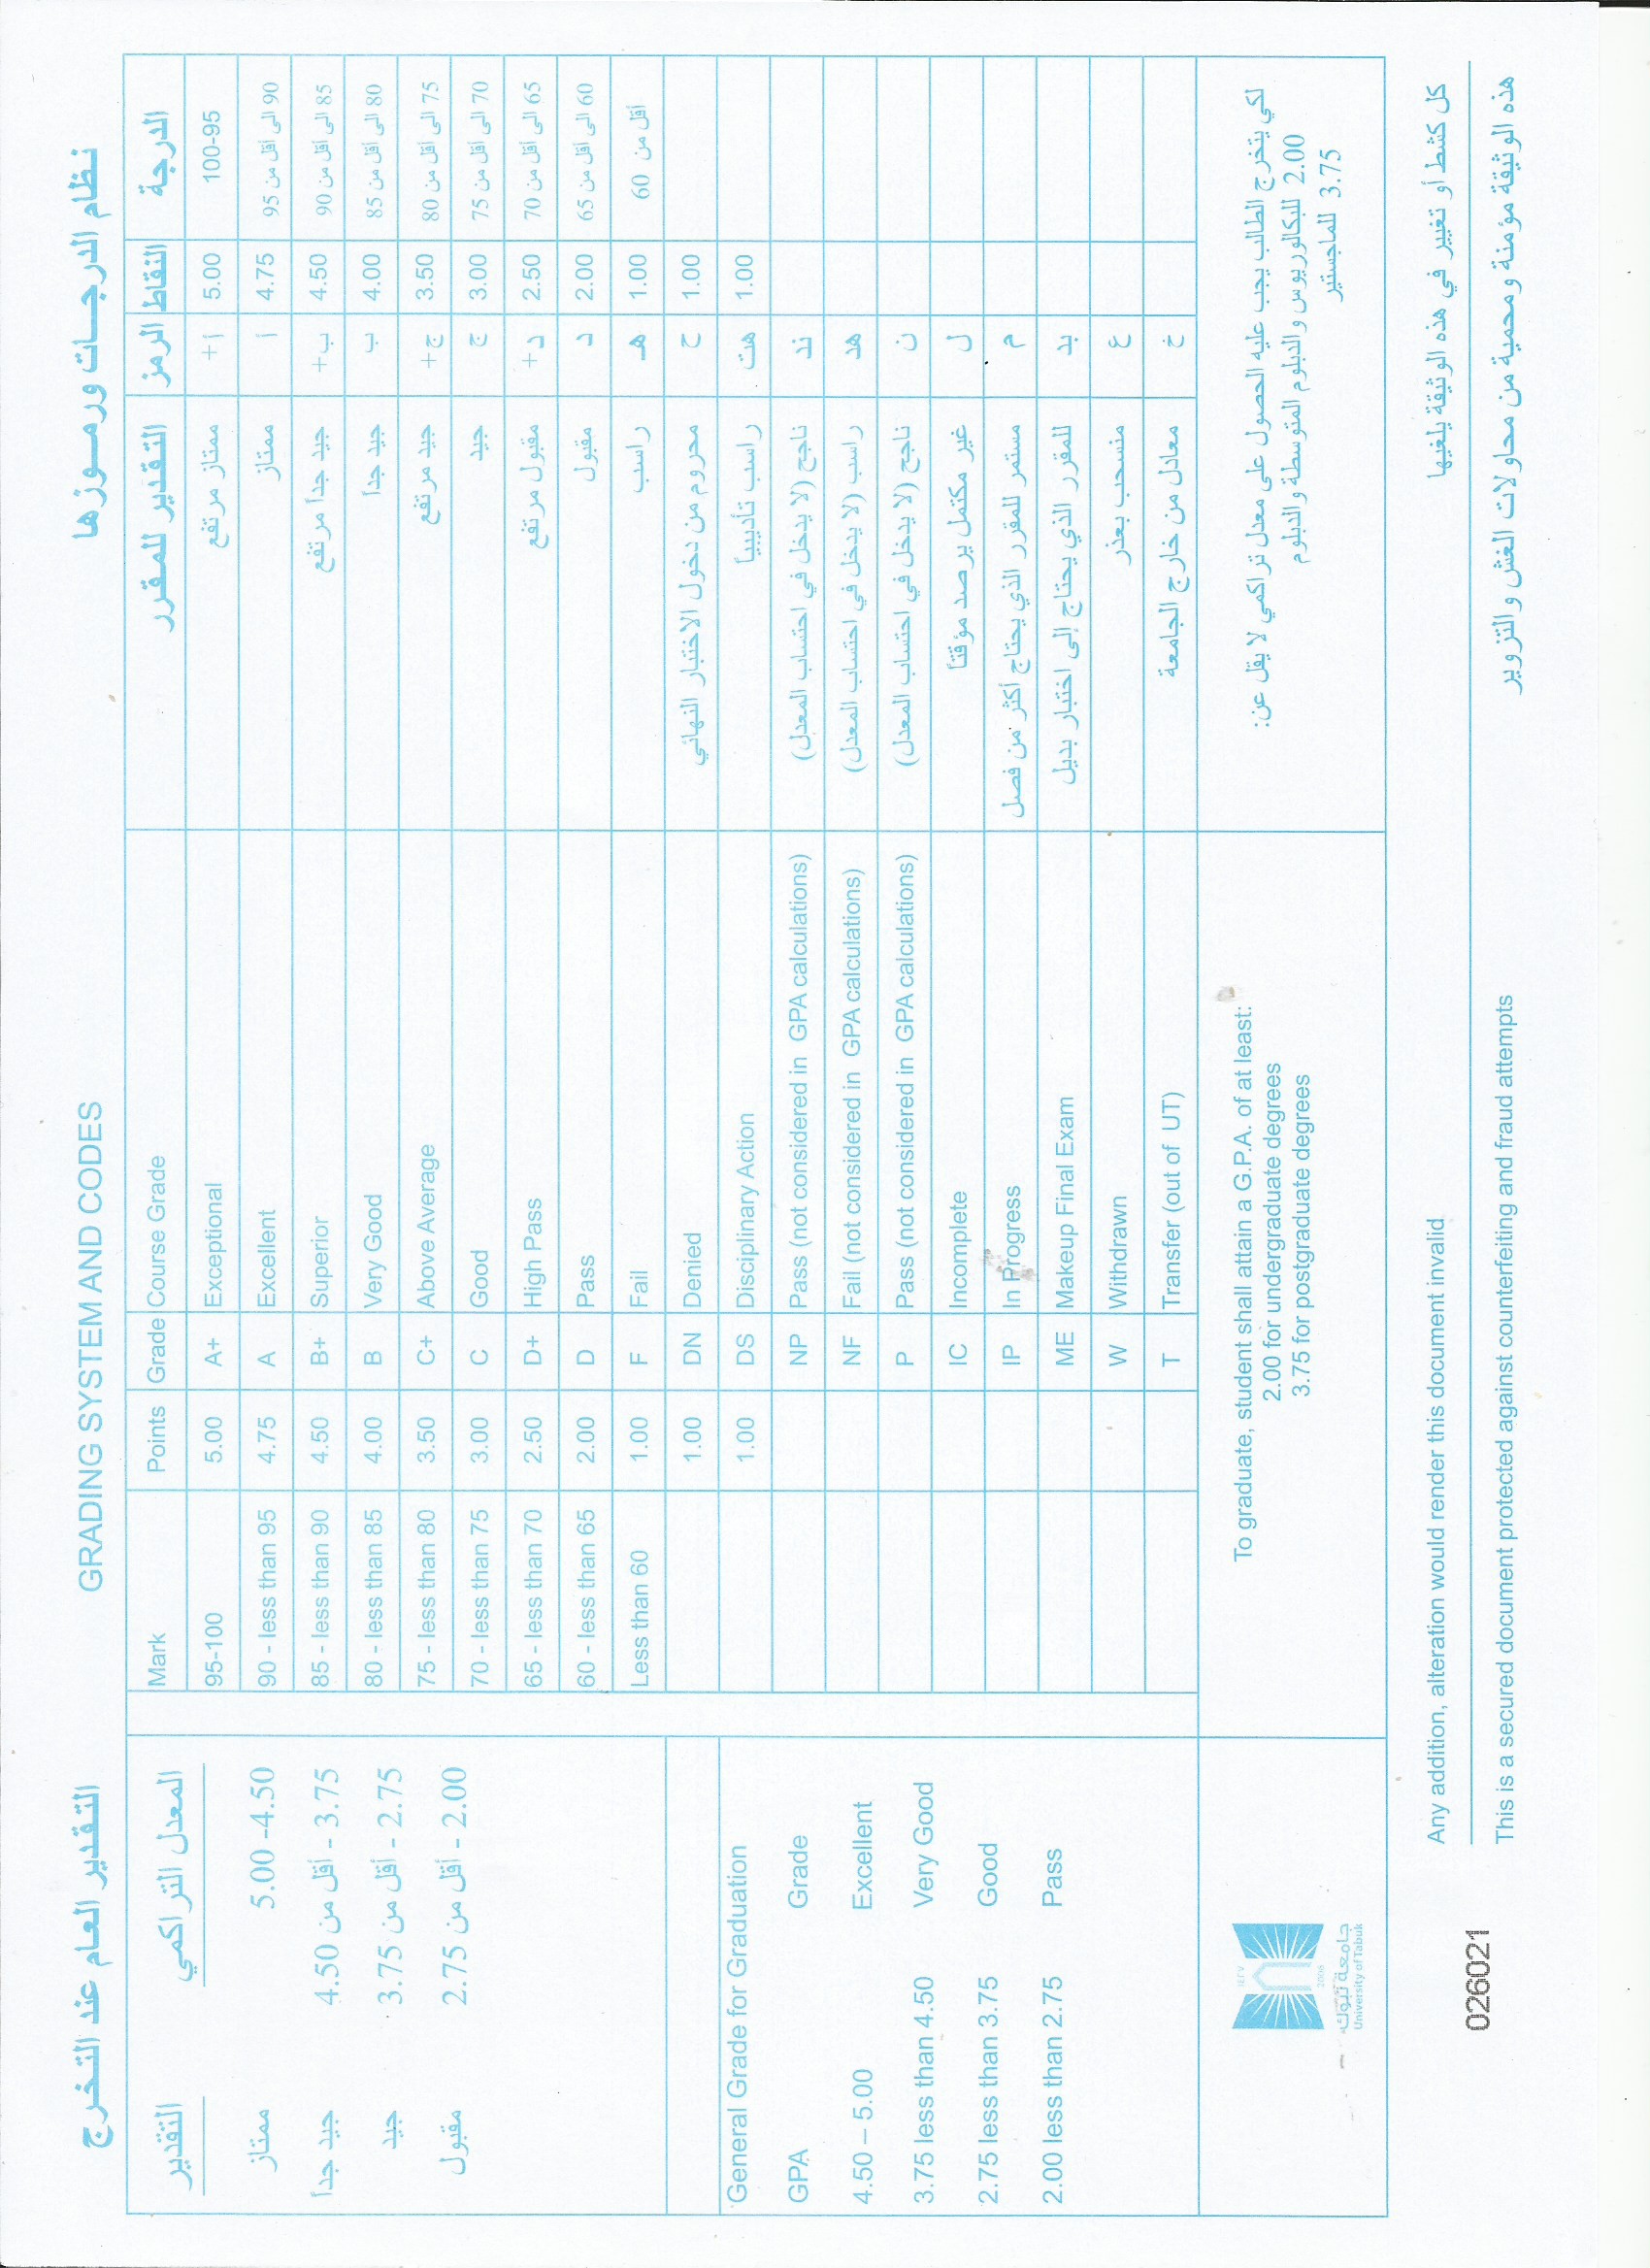 التـقـدير العـام عند التـخـرج
التقدير المعدل التراكمي
ممتاز 5.00 -4.50
جيد جداً 4.50 أقل من - 3.75
جيد 3.75 أقل من - 2.75
مقبول 2.75 أقل من - 2.00
General Grade for Graduation
GPA Grade
4.50 – 5.00 Excellent
3.75 less than 4.50 Very Good
2.75 less than 3.75 Good
2.00 less than 2.75 Pass
GRADING SYSTEM AND CODES نـظام الدرجـــات ورمـــوزهـا
Mark Points Grade Course Grade التـقدير للمـقـرر الرمز النقاط الدرجة
95-100 5.00 A+ Exceptional ممتاز مرتفع أ+ 5.00 100-95
90 - less than 95 4.75 A Excellent ممتاز أ 4.75 90 الى أقل من 95
85 - less than 90 4.50 B+ Superior جيد جداً مرتفع ب+ 4.50 85 الى أقل من 90
80 - less than 85 4.00 B Very Good جيد جداً ب 4.00 80 الى أقل من 85
75 - less than 80 3.50 C+ Above Average جيد مرتفع ج+ 3.50 75 الى أقل من 80
70 - less than 75 3.00 C Good جيد ج 3.00 70 الى أقل من 75
65 - less than 70 2.50 D+ High Pass مقبول مرتفع د+ 2.50 65 الى أقل من 70
60 - less than 65 2.00 D Pass مقبول د 2.00 60 الى أقل من 65
Less than 60 1.00 F Fail راسب هـ 1.00 أقل من 60
1.00 DN Denied محروم من دخول الاختبار النهائي ح 1.00
1.00 DS Disciplinary Action راسب تأديبياً هت 1.00
NP Pass (not considered in GPA calculations) ناجح (لا يدخل في احتساب المعدل) ند
NF Fail (not considered in GPA calculations) راسب (لا يدخل في احتساب المعدل) هد
P Pass (not considered in GPA calculations) ناجح (لا يدخل في احتساب المعدل) ن
IC Incomplete غير مكتمل يرصد مؤقتاً ل
IP In Progress مستمر للمقرر الذي يحتاج أكثر من فصل م
ME Makeup Final Exam للمقرر الذي يحتاج إلى اختبار بديل بد
W Withdrawn منسحب بعذر ع
T Transfer (out of UT) معادل من خارج الجامعة خ
To graduate, student shall attain a G.P.A. of at least:
2.00 for undergraduate degrees
3.75 for postgraduate degrees
لكي يتخرج الطالب يجب عليه الحصول على معدل تراكمي لا يقل عن:
2.00 للبكالوريوس والدبلوم المتوسطة والدبلوم
3.75 للماجستير
١٤٢٧ 2006
جامعة تبوك
University of Tabuk
Any addition, alteration would render this document invalid كل كشط أو تغيير في هذه الوثيقة يلغيها
026021
This is a secured document protected against counterfeiting and fraud attempts هذه الوثيقة مؤمنة ومحمية من محاولات الغش والتزوير